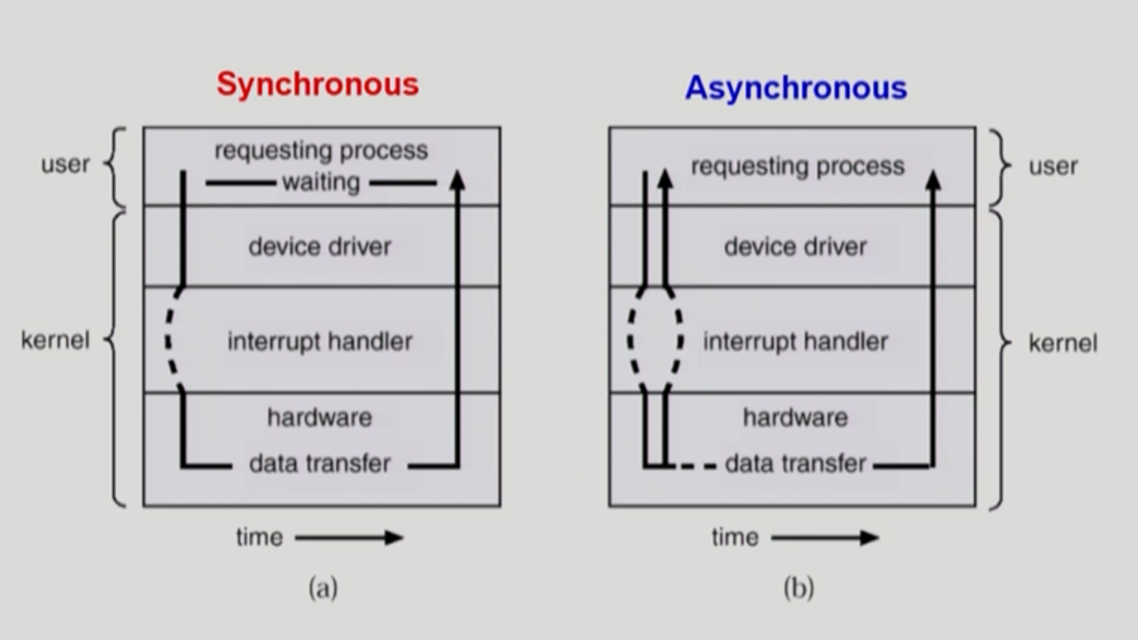 Synchronous
user
requesting process
waiting
device driver
kernel
interrupt handler
hardware
data transfer
time
(a)
Asynchronous
requesting process
user
device driver
interrupt handler
kernel
hardware
data transfer
time
(b)